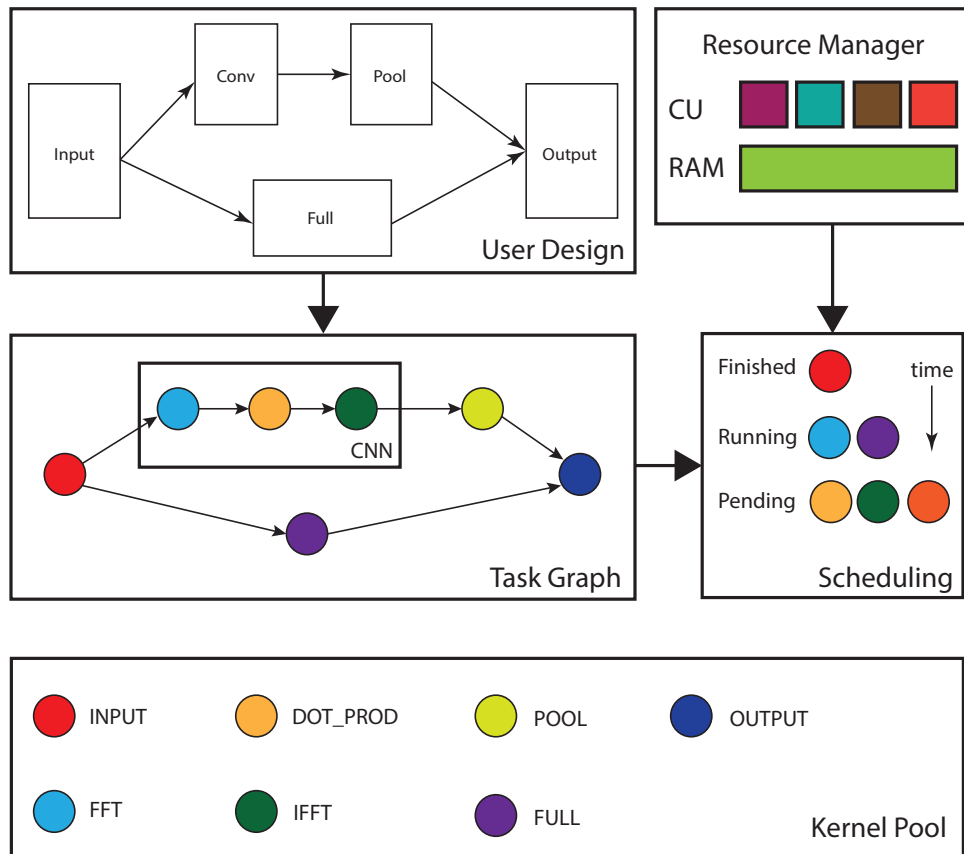 Conv
Pool
Input
Output
Full
User Design
Resource Manager
CU
RAM
CNN
Task Graph
Finished
time
Running
Pending
Scheduling
INPUT
DOT_PROD
POOL
OUTPUT
FFT
IFFT
FULL
Kernel Pool